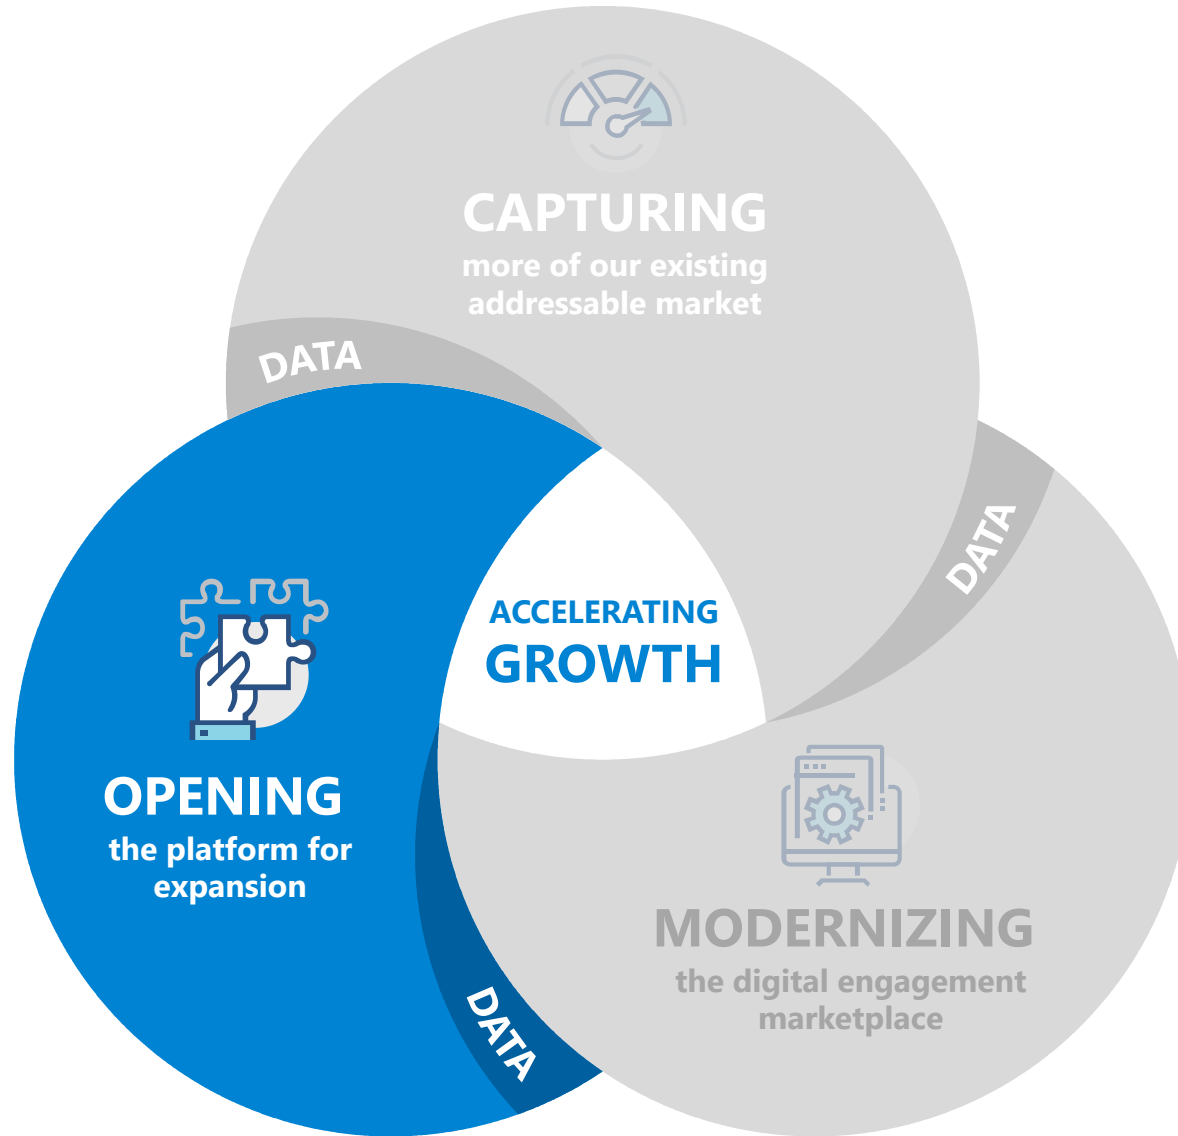 CAPTURING
more of our existing
addressable market
DATA
DATA
ACCELERATING
GROWTH
OPENING
the platform for
expansion
MODERNIZING
the digital engagement
marketplace
DATA